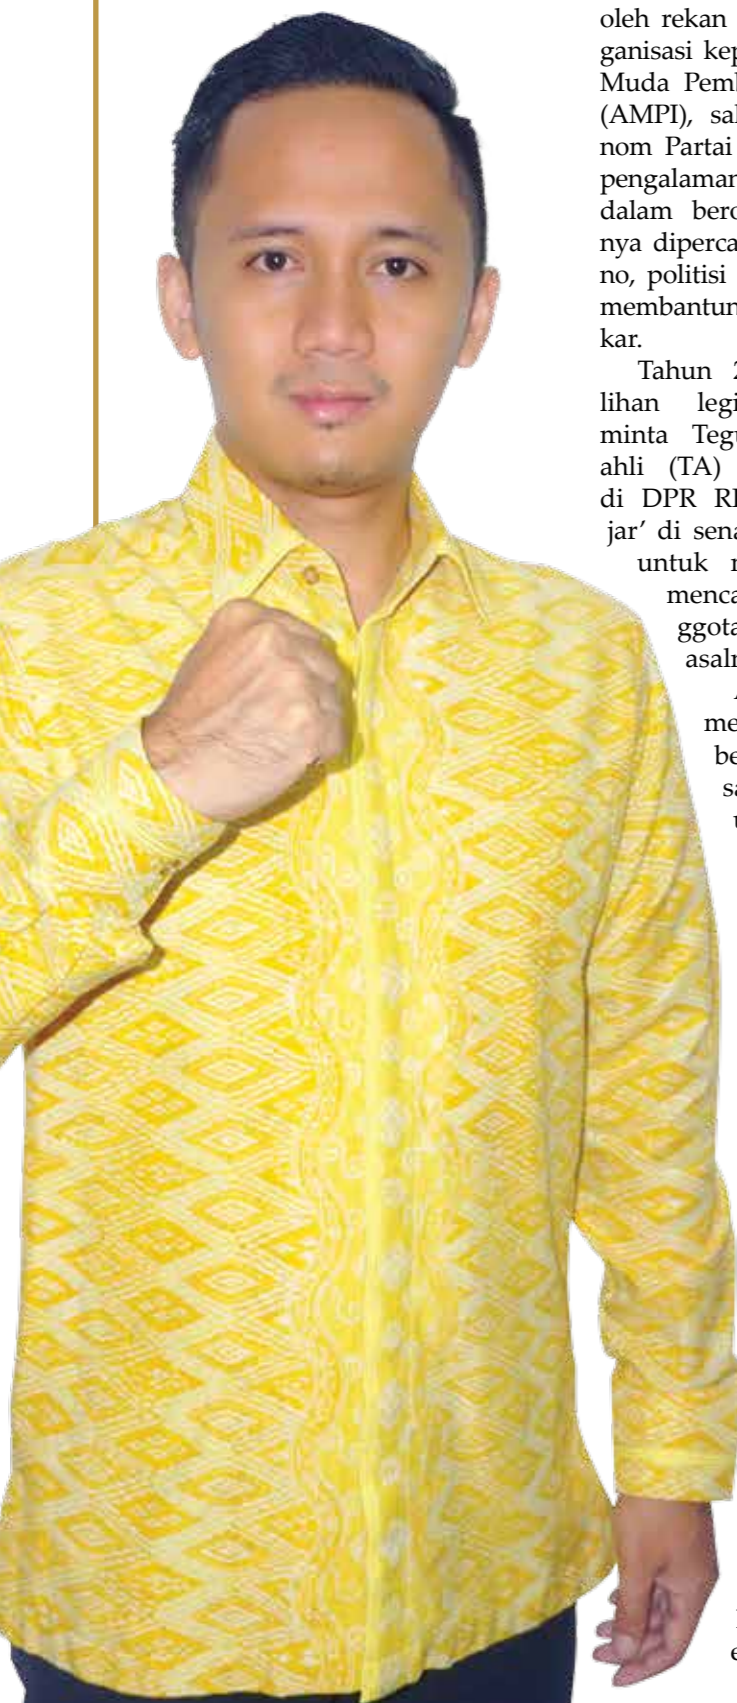 oleh rekan
ganisasi kep
Muda Pemb
(AMPI), sal
nom Partai
pengalaman
dalam bero
nya diperca
no, politisi
membantun
kar.
Tahun 2
lihan legi
minta Tegu
ahli (TA)
di DPR RI
jar’ di sena
untuk m
menca
ggota
asaln
me
be
sa
u
e